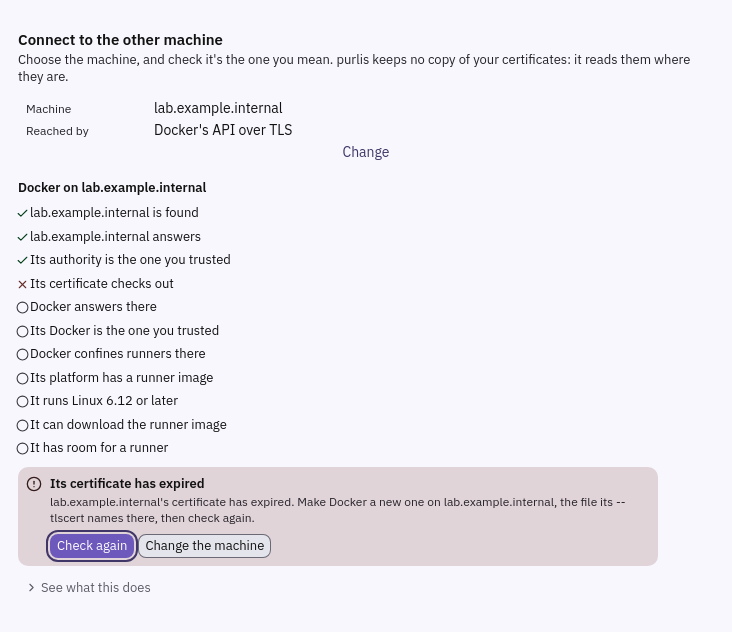 Connect to the other machine
Choose the machine, and check it's the one you mean. purlis keeps no copy of your certificates: it reads them where
they are.
Machine lab.example.internal
Reached by Docker's API over TLS
Change
Docker on lab.example.internal
lab.example.internal is found
lab.example.internal answers
Its authority is the one you trusted
Its certificate checks out
Docker answers there
Its Docker is the one you trusted
Docker confines runners there
Its platform has a runner image
It runs Linux 6.12 or later
It can download the runner image
It has room for a runner
Its certificate has expired
lab.example.internal's certificate has expired. Make Docker a new one on lab.example.internal, the file its --
tlscert names there, then check again.
Check again Change the machine
See what this does